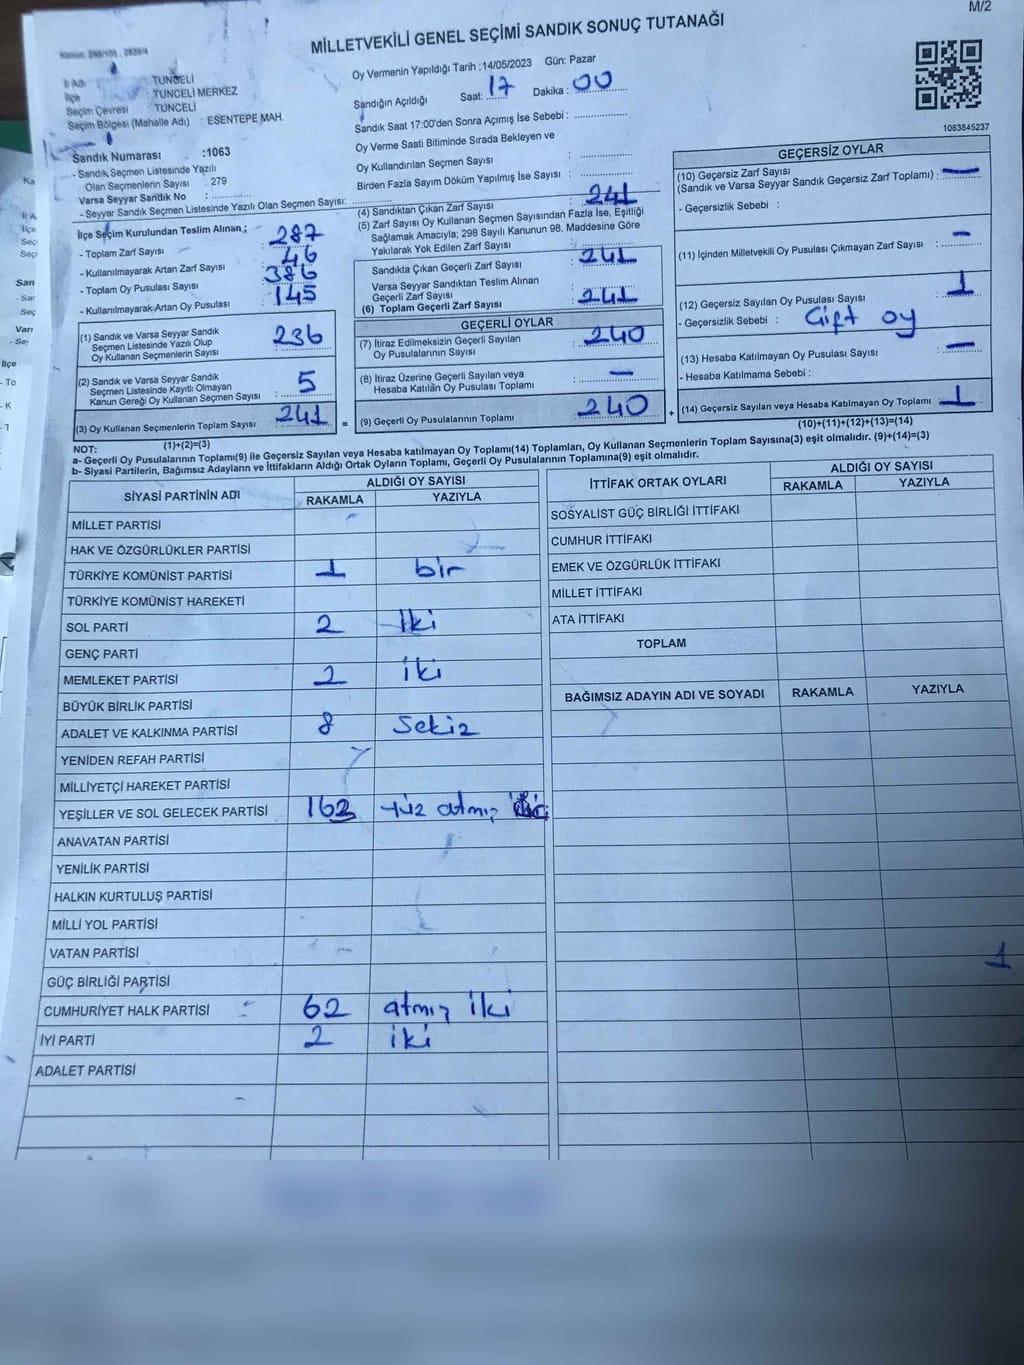 M/2
MİLLETVEKİLİ GENEL SEÇİMİ SANDIK SONUÇ TUTANAĞI
İl Adı : TUNCELİ
İlçe : TUNCELİ MERKEZ
Seçim Çevresi : TUNCELİ
Seçim Bölgesi (Mahalle Adı) : ESENTEPE MAH.
Oy Vermenin Yapıldığı Tarih :14/05/2023 Gün: Pazar
Sandığın Açıldığı Saat: 17 Dakika : 00
Sandık Saat 17:00'den Sonra Açımış İse Sebebi :
Oy Verme Saati Bitiminde Sırada Bekleyen ve
Oy Kullandırılan Seçmen Sayısı :
Birden Fazla Sayım Döküm Yapılmış İse Sayısı :
1063845237
Sandık Numarası :1063
- Sandık Seçmen Listesinde Yazılı
Olan Seçmenlerin Sayısı : 279
Varsa Seyyar Sandık No :
- Seyyar Sandık Seçmen Listesinde Yazılı Olan Seçmen Sayısı:
İlçe Seçim Kurulundan Teslim Alınan ;
- Toplam Zarf Sayısı : 287
- Kullanılmayarak Artan Zarf Sayısı : 46
- Toplam Oy Pusulası Sayısı : 386
- Kullanılmayarak Artan Oy Pusulası : 145
(1) Sandık ve Varsa Seyyar Sandık
Seçmen Listesinde Yazılı Olup
Oy Kullanan Seçmenlerin Sayısı : 236
(2) Sandık ve Varsa Seyyar Sandık
Seçmen Listesinde Kayıtlı Olmayan
Kanun Gereği Oy Kullanan Seçmen Sayısı : 5
(3) Oy Kullanan Seçmenlerin Toplam Sayısı : 241
(1)+(2)=(3)
(4) Sandıktan Çıkan Zarf Sayısı : 241
(5) Zarf Sayısı Oy Kullanan Seçmen Sayısından Fazla İse, Eşitliği
Sağlamak Amacıyla; 298 Sayılı Kanunun 98. Maddesine Göre
Yakılarak Yok Edilen Zarf Sayısı :
Sandıkta Çıkan Geçerli Zarf Sayısı : 241
Varsa Seyyar Sandıktan Teslim Alınan
Geçerli Zarf Sayısı :
(6) Toplam Geçerli Zarf Sayısı : 241
GEÇERLİ OYLAR
(7) İtiraz Edilmeksizin Geçerli Sayılan
Oy Pusulalarının Sayısı : 240
(8) İtiraz Üzerine Geçerli Sayılan veya
Hesaba Katılan Oy Pusulası Toplamı : —
= (9) Geçerli Oy Pusulalarının Toplamı : 240
GEÇERSİZ OYLAR
(10) Geçersiz Zarf Sayısı
(Sandık ve Varsa Seyyar Sandık Geçersiz Zarf Toplamı) : —
- Geçersizlik Sebebi :
(11) İçinden Milletvekili Oy Pusulası Çıkmayan Zarf Sayısı : —
(12) Geçersiz Sayılan Oy Pusulası Sayısı : 1
- Geçersizlik Sebebi : Çift oy
(13) Hesaba Katılmayan Oy Pusulası Sayısı : —
- Hesaba Katılmama Sebebi :
+ (14) Geçersiz Sayılan veya Hesaba Katılmayan Oy Toplamı : 1
(10)+(11)+(12)+(13)=(14)
NOT:
a- Geçerli Oy Pusulalarının Toplamı(9) ile Geçersiz Sayılan veya Hesaba katılmayan Oy Toplamı(14) Toplamları, Oy Kullanan Seçmenlerin Toplam Sayısına(3) eşit olmalıdır. (9)+(14)=(3)
b- Siyasi Partilerin, Bağımsız Adayların ve İttifakların Aldığı Ortak Oyların Toplamı, Geçerli Oy Pusulalarının Toplamına(9) eşit olmalıdır.
SİYASİ PARTİNİN ADI ALDIĞI OY SAYISI
RAKAMLA YAZIYLA
MİLLET PARTİSİ
HAK VE ÖZGÜRLÜKLER PARTİSİ
TÜRKİYE KOMÜNİST PARTİSİ 1 bir
TÜRKİYE KOMÜNİST HAREKETİ
SOL PARTİ 2 İki
GENÇ PARTİ
MEMLEKET PARTİSİ 2 iki
BÜYÜK BİRLİK PARTİSİ
ADALET VE KALKINMA PARTİSİ 8 Sekiz
YENİDEN REFAH PARTİSİ
MİLLİYETÇİ HAREKET PARTİSİ
YEŞİLLER VE SOL GELECEK PARTİSİ 162 yüz atmış
ANAVATAN PARTİSİ
YENİLİK PARTİSİ
HALKIN KURTULUŞ PARTİSİ
MİLLİ YOL PARTİSİ
VATAN PARTİSİ
GÜÇ BİRLİĞİ PARTİSİ
CUMHURİYET HALK PARTİSİ 62 atmış iki
İYİ PARTİ 2 iki
ADALET PARTİSİ
İTTİFAK ORTAK OYLARI ALDIĞI OY SAYISI
RAKAMLA YAZIYLA
SOSYALİST GÜÇ BİRLİĞİ İTTİFAKI
CUMHUR İTTİFAKI
EMEK VE ÖZGÜRLÜK İTTİFAKI
MİLLET İTTİFAKI
ATA İTTİFAKI
TOPLAM
BAĞIMSIZ ADAYIN ADI VE SOYADI RAKAMLA YAZIYLA
1